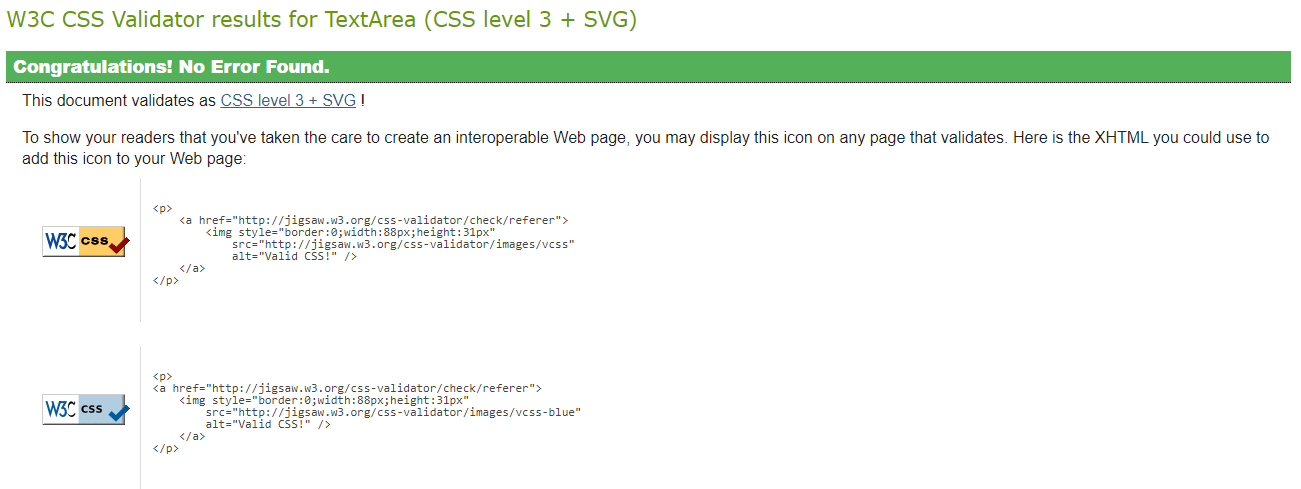 W3C CSS Validator results for TextArea (CSS level 3 + SVG)
Congratulations! No Error Found.
This document validates as CSS level 3 + SVG !
To show your readers that you've taken the care to create an interoperable Web page, you may display this icon on any page that validates. Here is the XHTML you could use to
add this icon to your Web page:
<p>
    <a href="http://jigsaw.w3.org/css-validator/check/referer">
        <img style="border:0;width:88px;height:31px"
W3C css
            src="http://jigsaw.w3.org/css-validator/images/vcss"
            alt="Valid CSS!" />
    </a>
</p>
<p>
<a href="http://jigsaw.w3.org/css-validator/check/referer">
    <img style="border:0;width:88px;height:31px"
W3C css
        src="http://jigsaw.w3.org/css-validator/images/vcss-blue"
        alt="Valid CSS!" />
    </a>
</p>